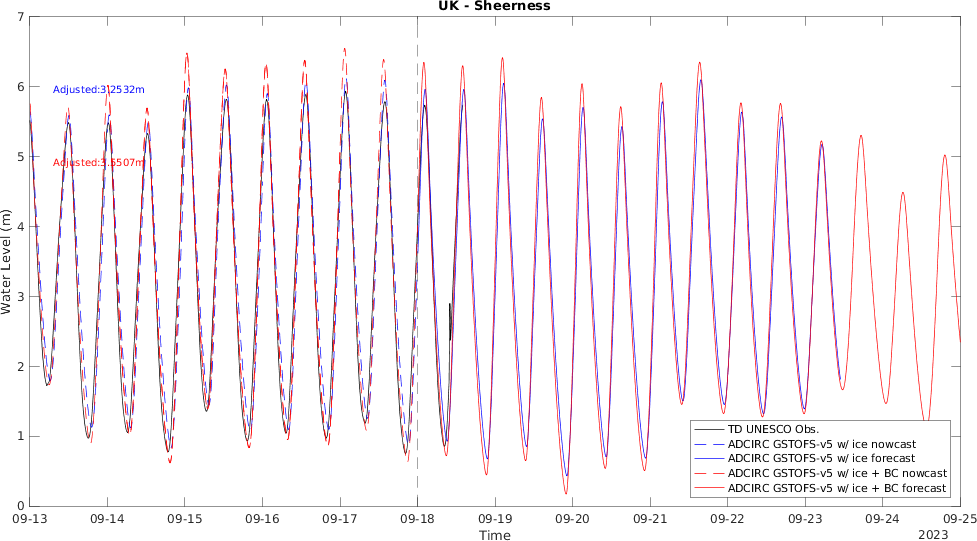 UK - Sheerness
7
6
5
4
3
2
1
0
Water Level (m)
Adjusted:3.2532m
Adjusted:3.5507m
TD UNESCO Obs.
ADCIRC GSTOFS-v5 w/ ice nowcast
ADCIRC GSTOFS-v5 w/ ice forecast
ADCIRC GSTOFS-v5 w/ ice + BC nowcast
ADCIRC GSTOFS-v5 w/ ice + BC forecast
09-13 09-14 09-15 09-16 09-17 09-18 09-19 09-20 09-21 09-22 09-23 09-24 09-25
Time
2023